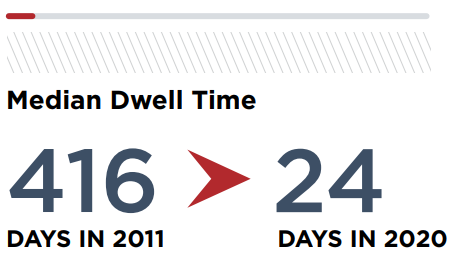 Median Dwell Time
416 24
DAYS IN 2011 DAYS IN 2020